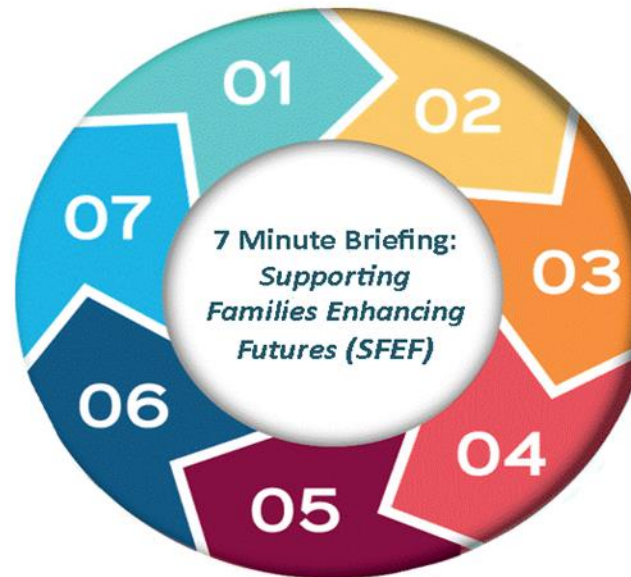 01
02
03
04
05
06
07
7 Minute Briefing:
Supporting
Families Enhancing
Futures (SFEF)